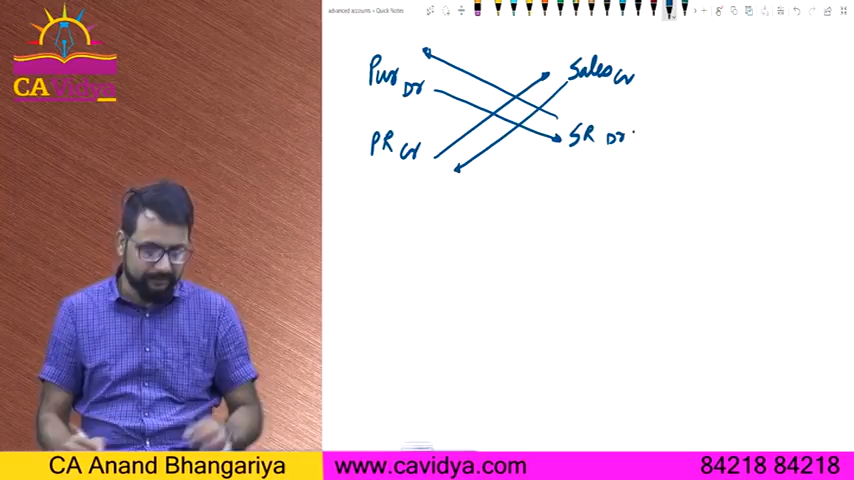 advanced accounts » Quick Notes
CA Vidya
Pur Dr
Sales Cr
PR Cr
SR Dr.
CA Anand Bhangariya
www.cavidya.com
84218 84218